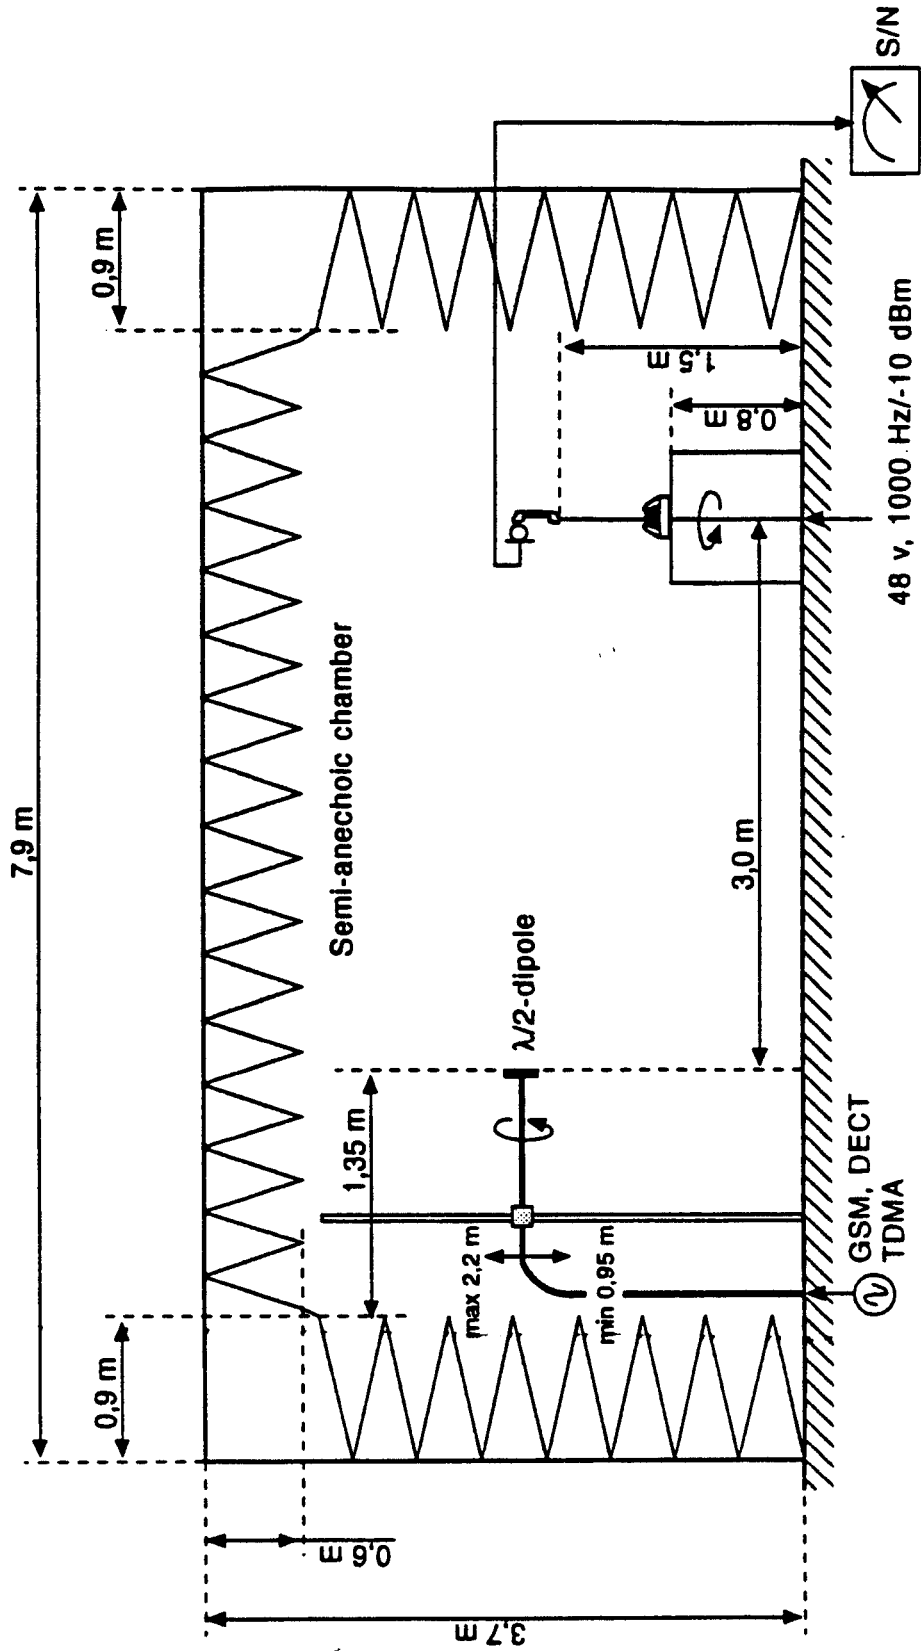 7,9 m
0,9 m
0,9 m
0,6 m
3,7 m
Semi-anechoic chamber
1,35 m
λ/2-dipole
max 2,2 m
min 0,95 m
3,0 m
1,5 m
0,8 m
GSM, DECT
TDMA
48 v, 1000 Hz/-10 dBm
S/N